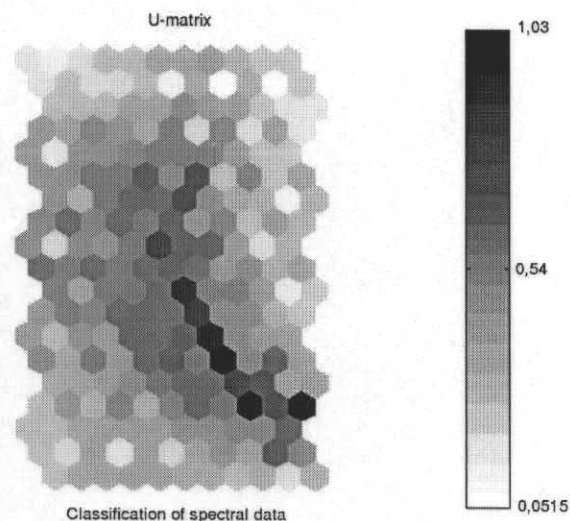 U-matrix
1,03
0,54
0,0515
Classification of spectral data